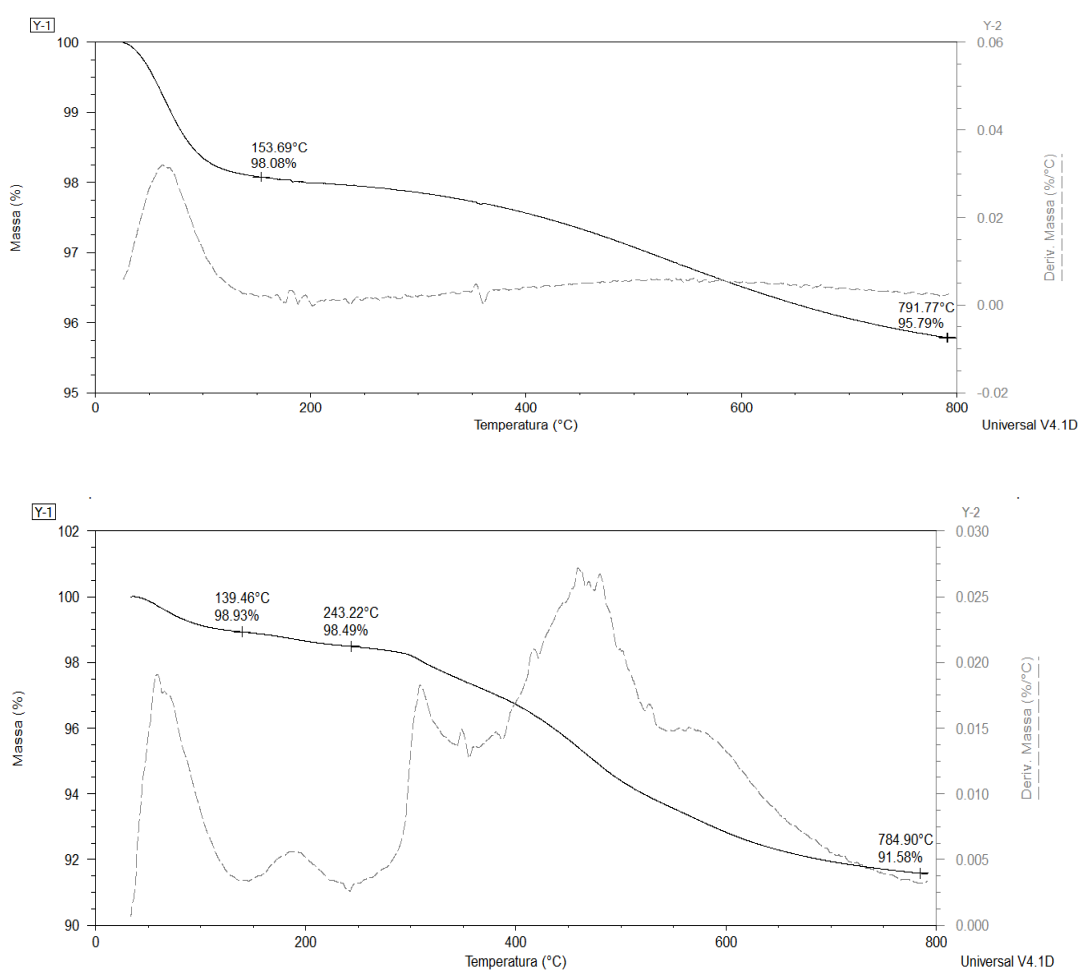 Y-1
Y-2
100
99
98
97
96
95
Massa (%)
153.69°C
98.08%
791.77°C
95.79%
0.06
0.04
0.02
0.00
-0.02
Deriv. Massa (%/°C)
0
200
400
600
800
Temperatura (°C)
Universal V4.1D
Y-1
Y-2
102
100
98
96
94
92
90
Massa (%)
139.46°C
98.93%
243.22°C
98.49%
784.90°C
91.58%
0.030
0.025
0.020
0.015
0.010
0.005
0.000
Deriv. Massa (%/°C)
0
200
400
600
800
Temperatura (°C)
Universal V4.1D